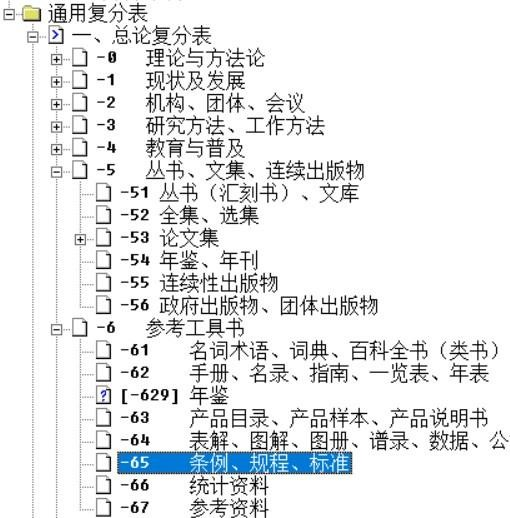 通用复分表
一、总论复分表
-0 理论与方法论
-1 现状及发展
-2 机构、团体、会议
-3 研究方法、工作方法
-4 教育与普及
-5 丛书、文集、连续出版物
-51 丛书（汇刻书）、文库
-52 全集、选集
-53 论文集
-54 年鉴、年刊
-55 连续性出版物
-56 政府出版物、团体出版物
-6 参考工具书
-61 名词术语、词典、百科全书（类书）
-62 手册、名录、指南、一览表、年表
[-629] 年鉴
-63 产品目录、产品样本、产品说明书
-64 表解、图解、图册、谱录、数据、公
-65 条例、规程、标准
-66 统计资料
-67 参考资料